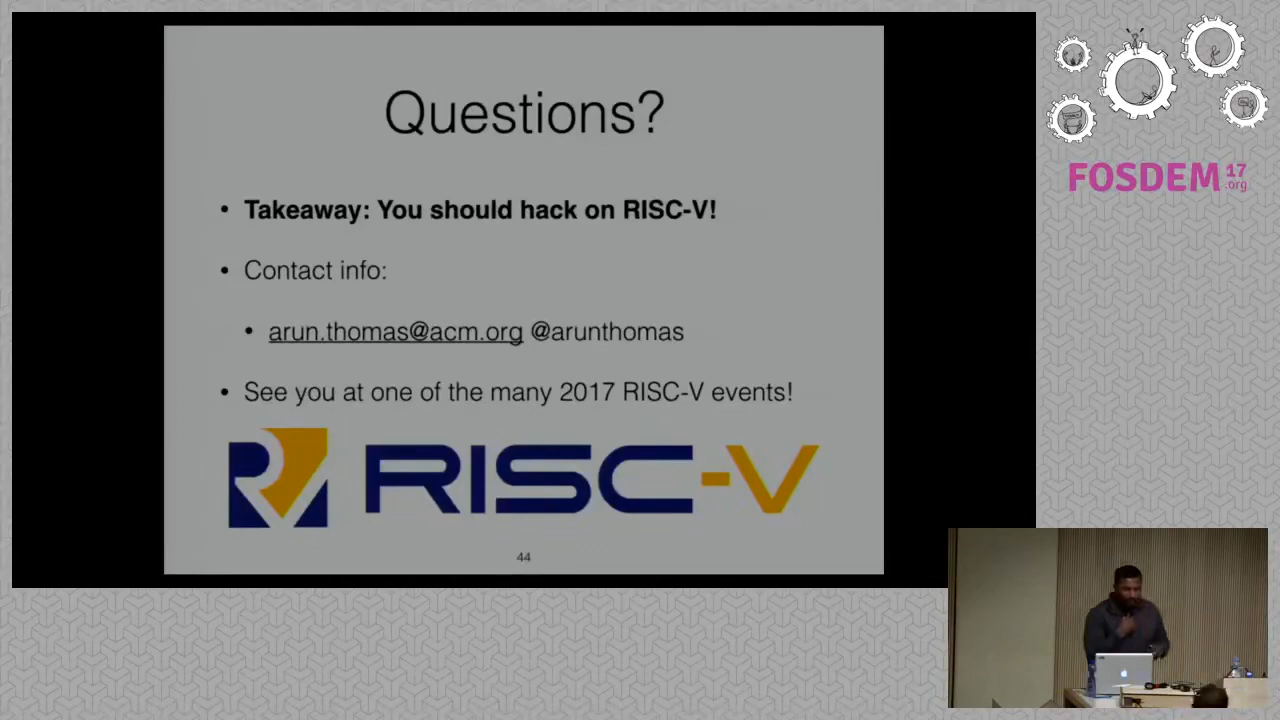 Questions?
• Takeaway: You should hack on RISC-V!
• Contact info:
• arun.thomas@acm.org @arunthomas
• See you at one of the many 2017 RISC-V events!
RISC-V
44
FOSDEM 17
.org